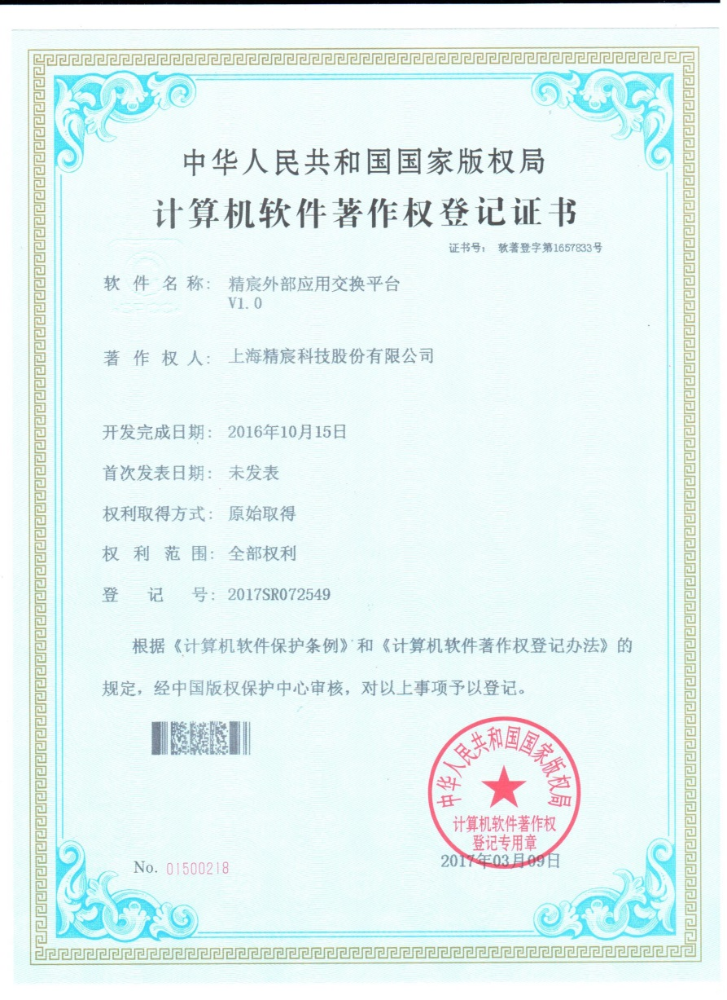 中华人民共和国国家版权局
计算机软件著作权登记证书
证书号： 软著登字第1657833号
软件名称： 精宸外部应用交换平台
V1.0
著作权人： 上海精宸科技股份有限公司
开发完成日期： 2016年10月15日
首次发表日期： 未发表
权利取得方式： 原始取得
权利范围： 全部权利
登记号： 2017SR072549
根据《计算机软件保护条例》和《计算机软件著作权登记办法》的
规定，经中国版权保护中心审核，对以上事项予以登记。
中华人民共和国国家版权局
计算机软件著作权
登记专用章
2017年03月09日
No. 01500218